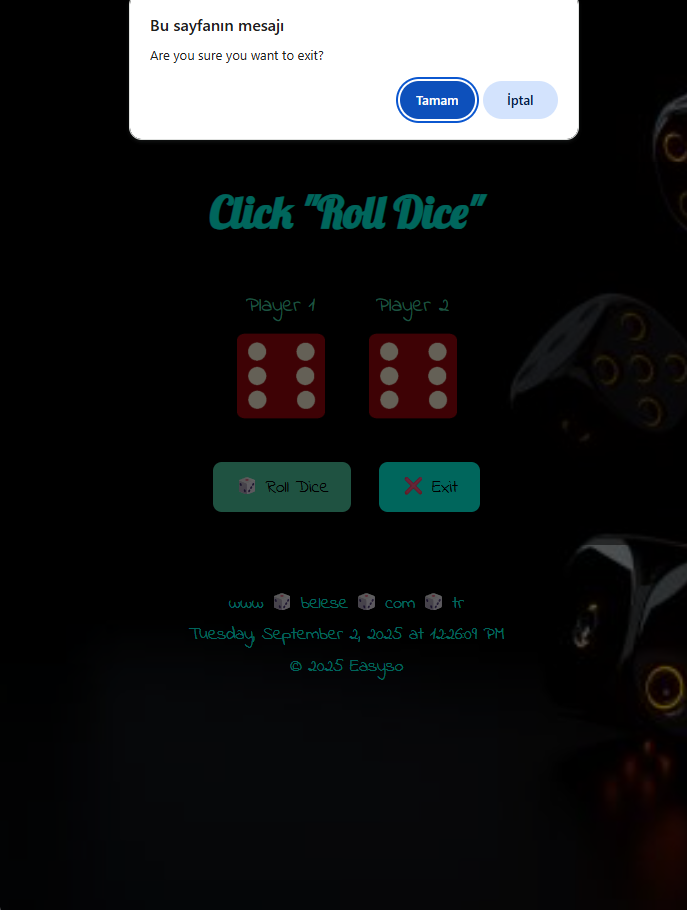 Bu sayfanın mesajı
Are you sure you want to exit?
Tamam İptal
Click "Roll Dice"
Player 1 Player 2
🎲 Roll Dice ❌ Exit
www 🎲 belese 🎲 com 🎲 tr
Tuesday, September 2, 2025 at 12:26:09 PM
© 2025 Easyso